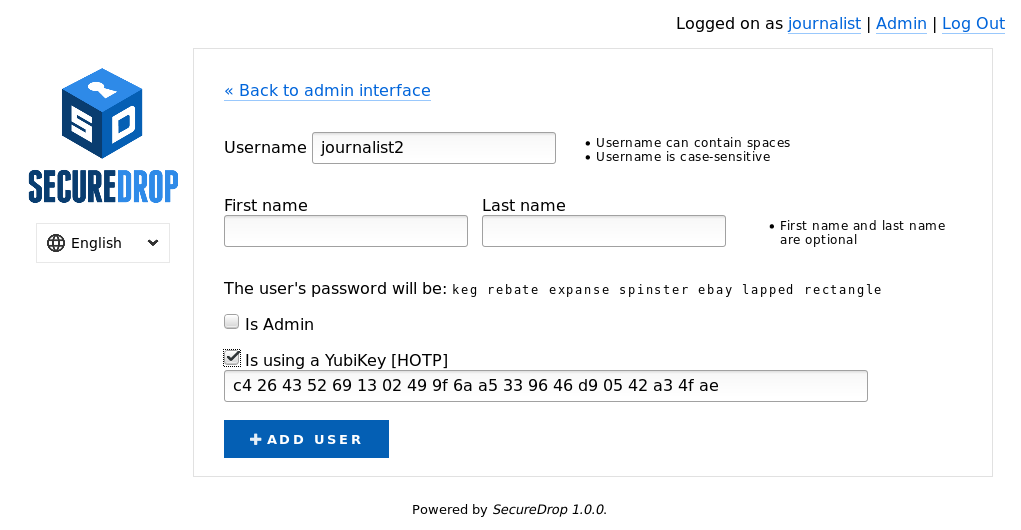 Logged on as journalist | Admin | Log Out
« Back to admin interface
Username journalist2
• Username can contain spaces
• Username is case-sensitive
SD
SECUREDROP
English
First name
Last name
• First name and last name
are optional
The user's password will be: keg rebate expanse spinster ebay lapped rectangle
Is Admin
Is using a YubiKey [HOTP]
c4 26 43 52 69 13 02 49 9f 6a a5 33 96 46 d9 05 42 a3 4f ae
+ ADD USER
Powered by SecureDrop 1.0.0.